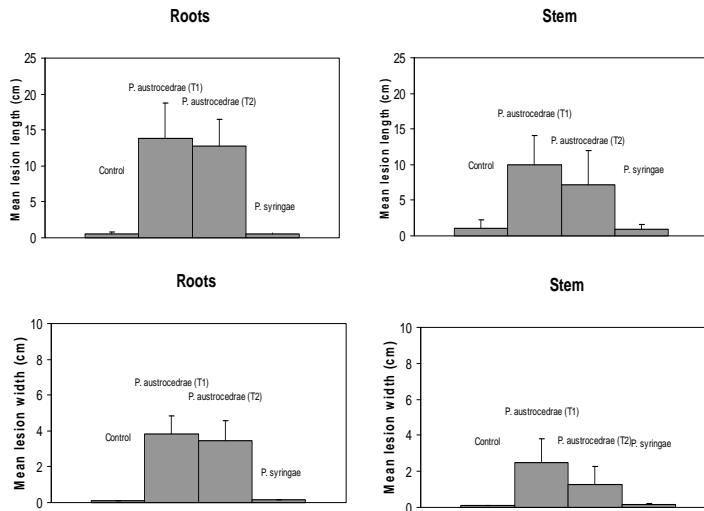 Roots
Mean lesion length (cm)
25
20
15
10
5
0
P. austrocedrae (T1)
P. austrocedrae (T2)
Control
P. syringae
Stem
Mean lesion length (cm)
25
20
15
10
5
0
P. austrocedrae (T1)
P. austrocedrae (T2)
Control
P. syringae
Roots
Mean lesion width (cm)
10
8
6
4
2
0
P. austrocedrae (T1)
P. austrocedrae (T2)
Control
P. syringae
Stem
Mean lesion width (cm)
10
8
6
4
2
0
P. austrocedrae (T1)
Control
P. austrocedrae (T2)
P. syringae